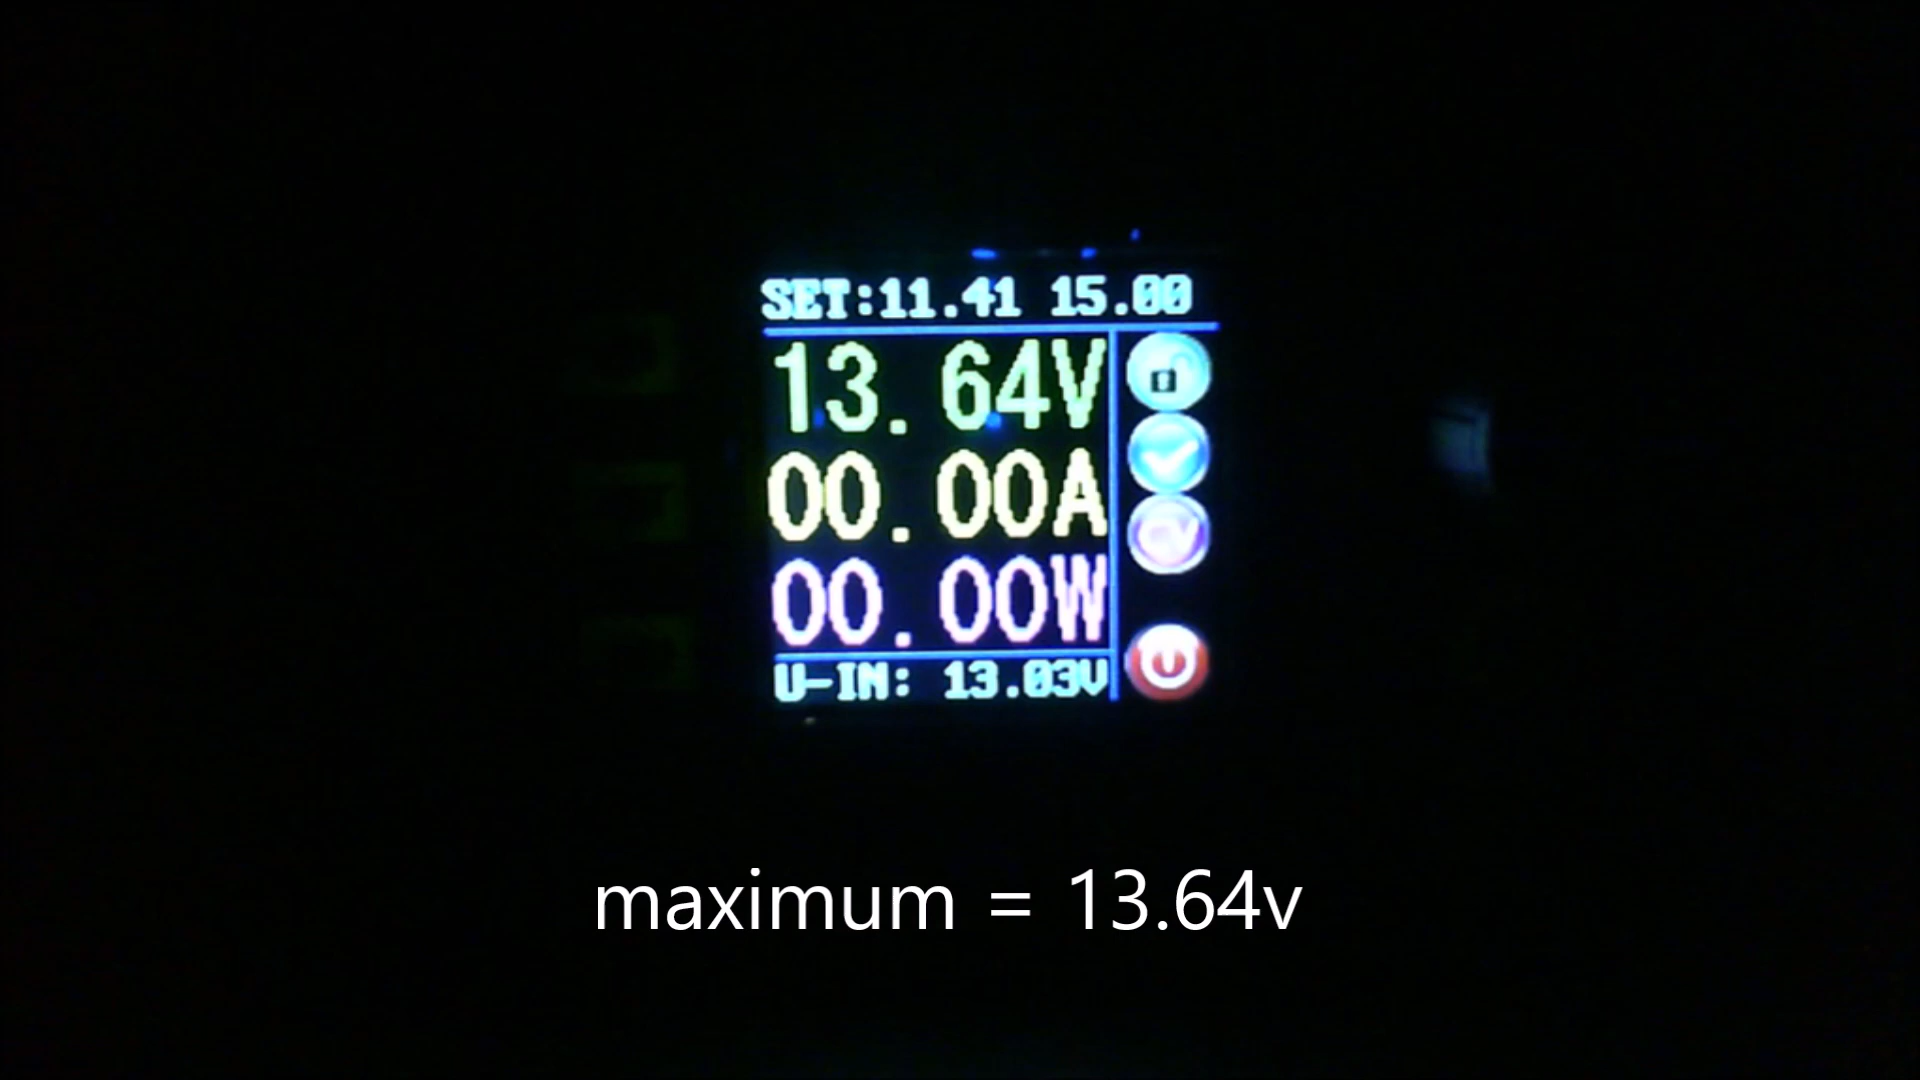 SET:11.41 15.00
13.64V
00.00A
00.00W
U-IN: 13.03V
maximum = 13.64v